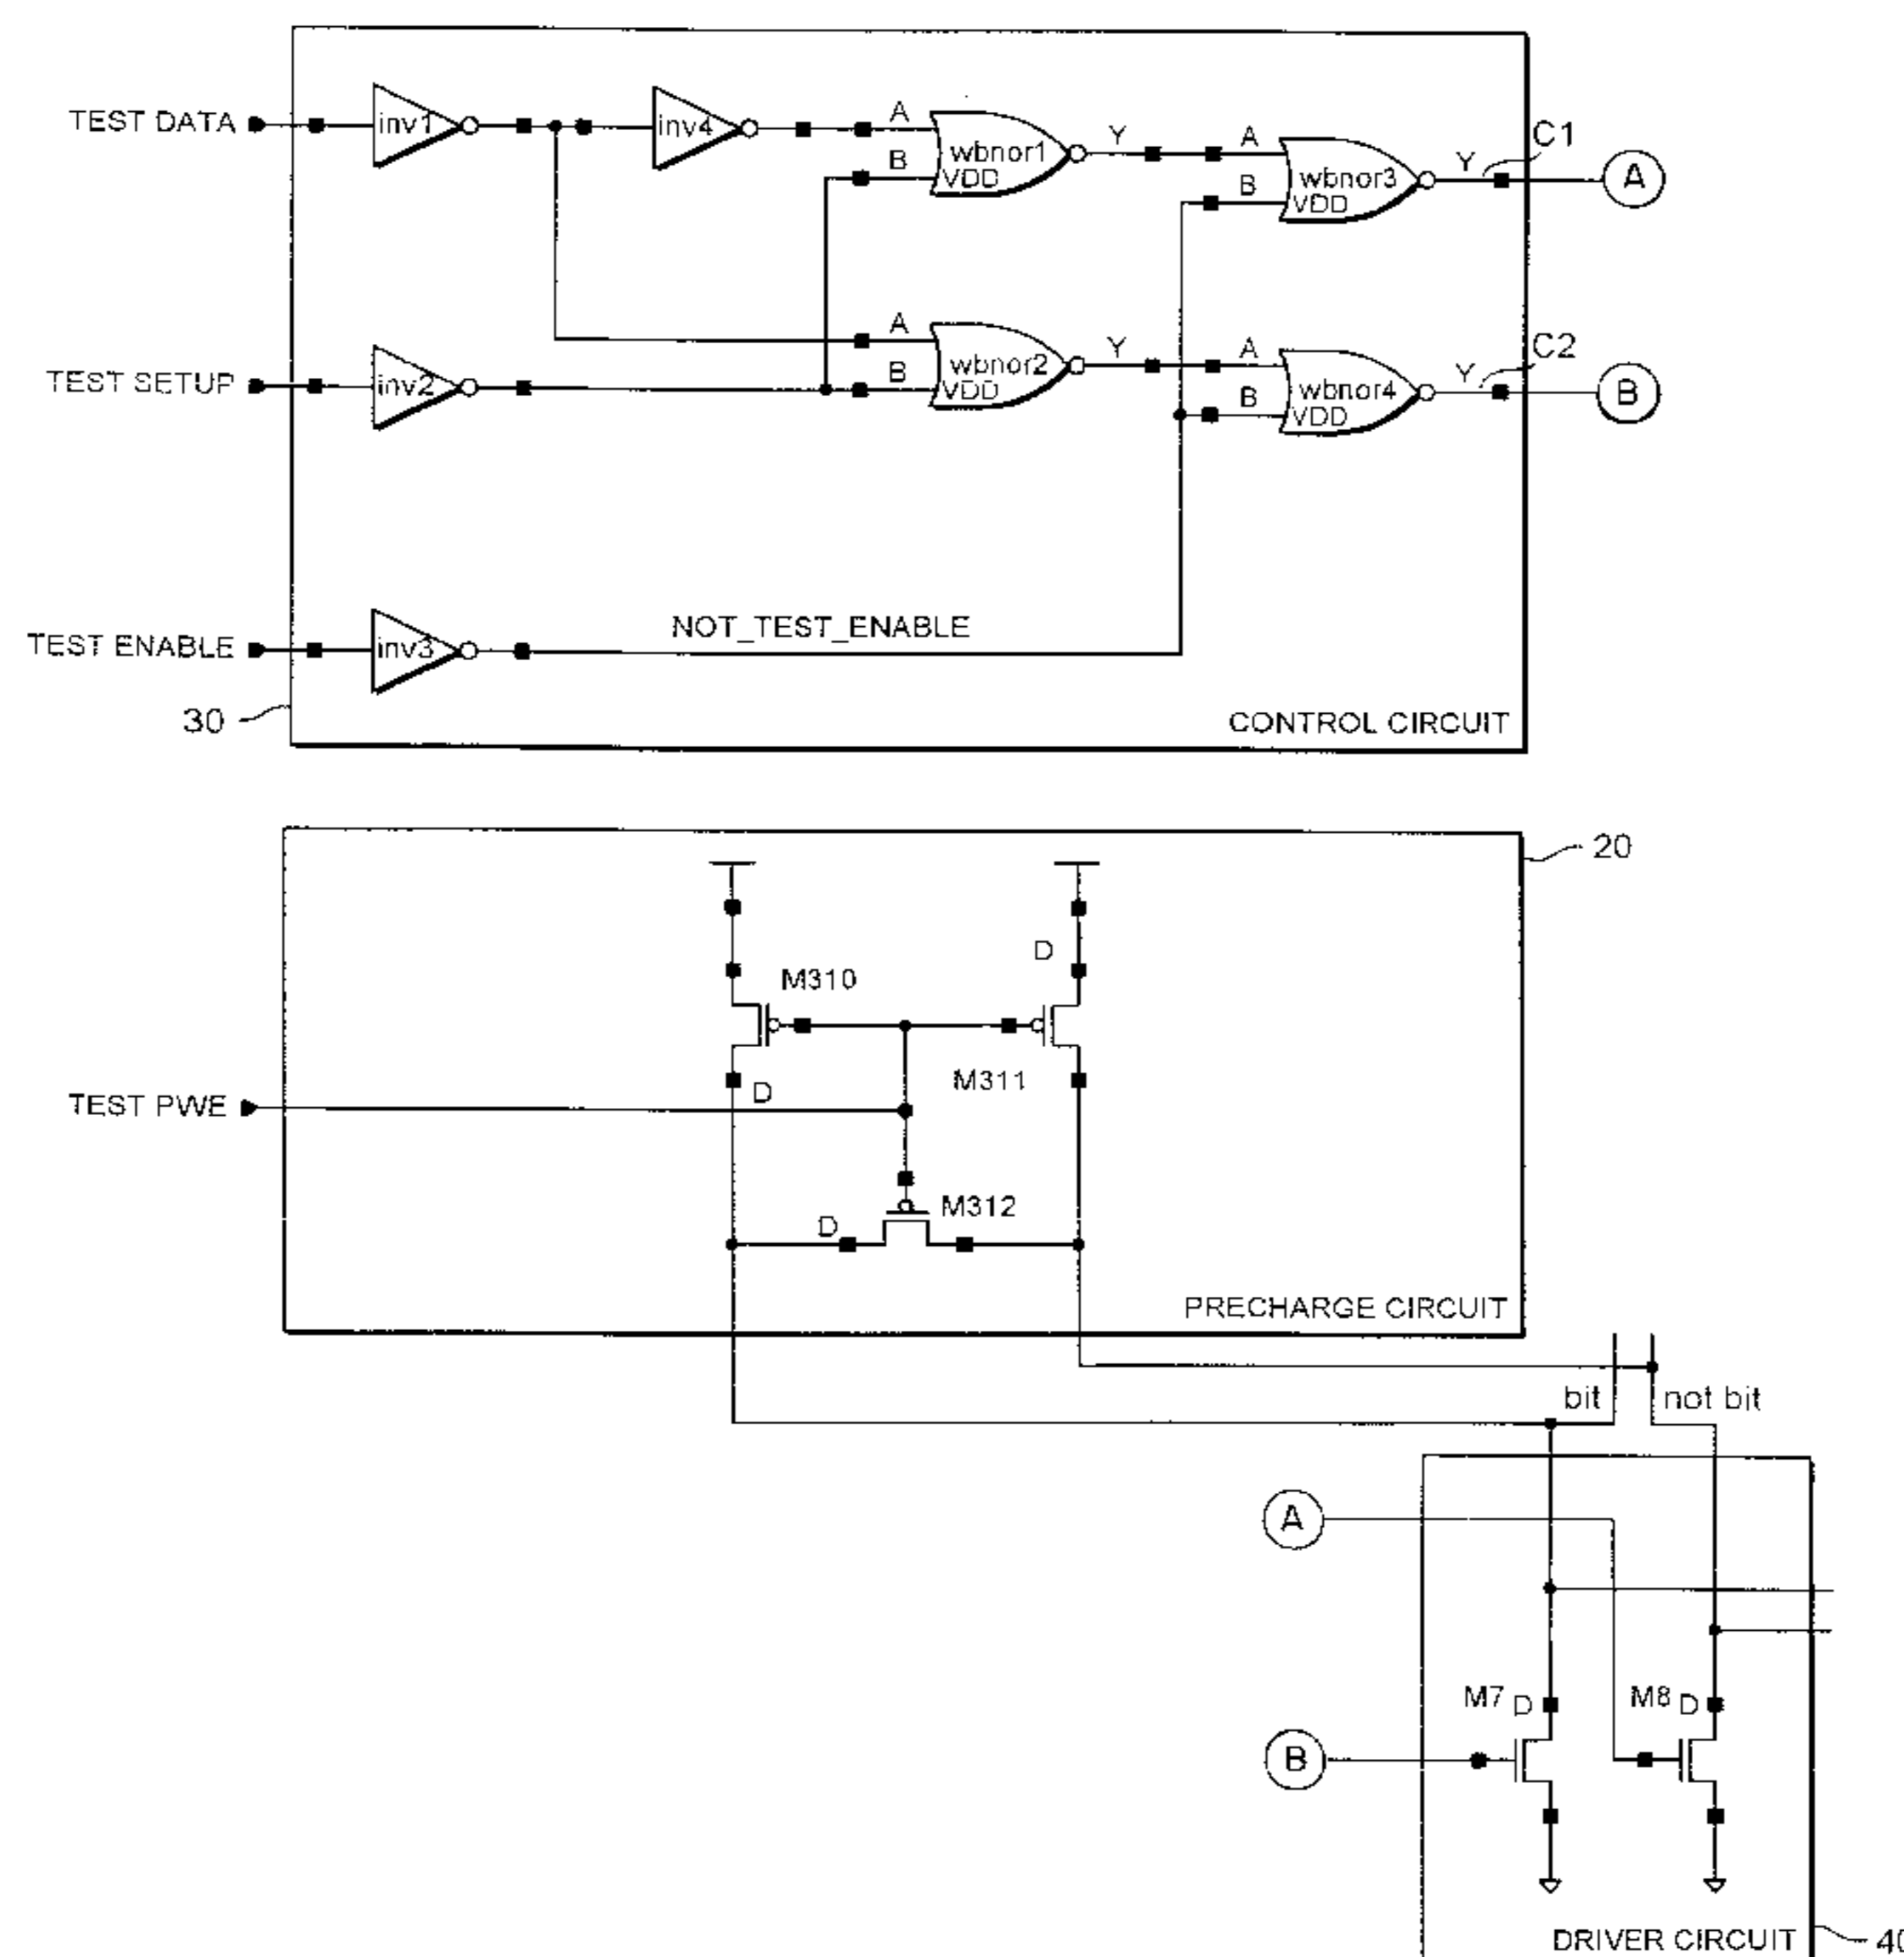 TEST DATA
inv1
inv4
A
B
wbnor1
VDD
Y
A
B
wbnor3
VDD
Y
C1
A
TEST SETUP
inv2
A
B
wbnor2
VDD
Y
A
B
wbnor4
VDD
Y
C2
B
TEST ENABLE
inv3
NOT_TEST_ENABLE
30
CONTROL CIRCUIT
20
M310
D
M311
D
TEST PWE
M312
D
PRECHARGE CIRCUIT
bit
not bit
A
M7
D
M8
D
B
DRIVER CIRCUIT
40